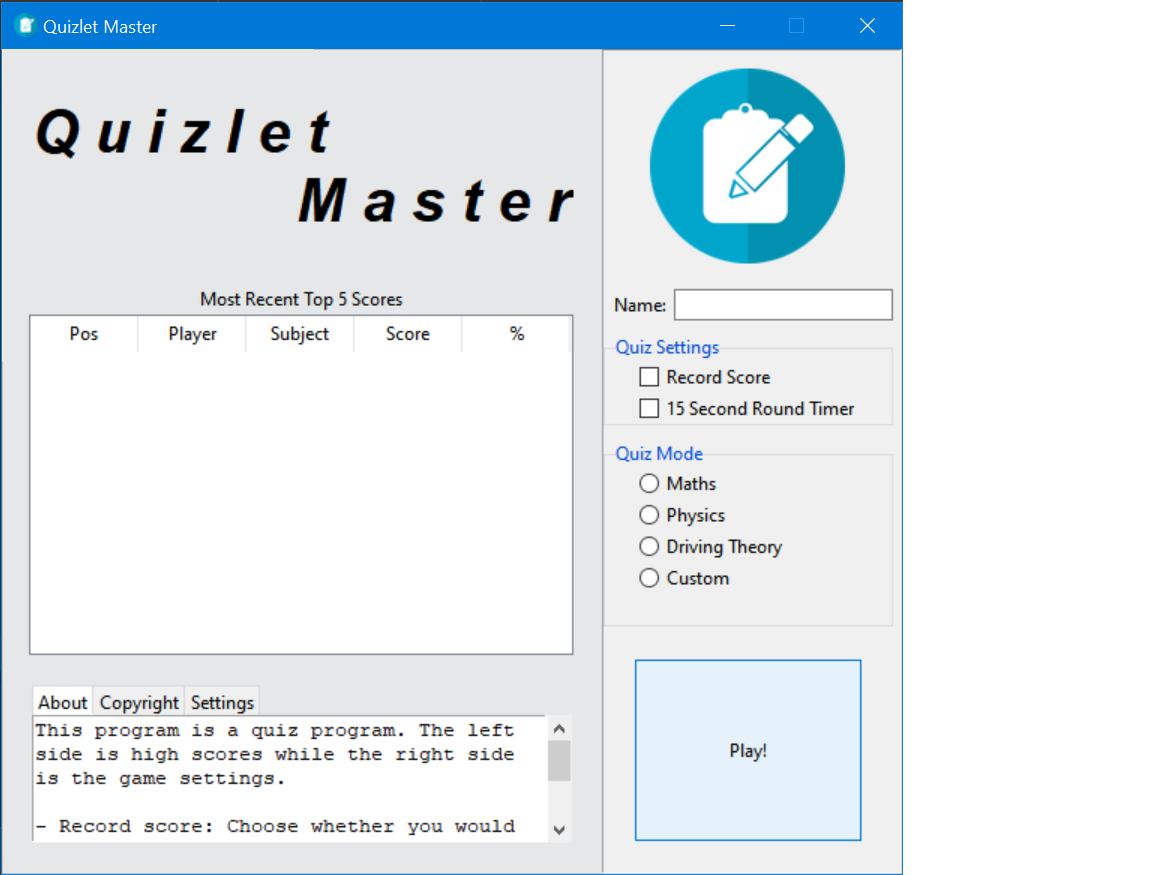 Quizlet Master
Quizlet
Master
Most Recent Top 5 Scores
Pos Player Subject Score %
About Copyright Settings
This program is a quiz program. The left
side is high scores while the right side
is the game settings.
- Record score: Choose whether you would
Name:
Quiz Settings
Record Score
15 Second Round Timer
Quiz Mode
Maths
Physics
Driving Theory
Custom
Play!